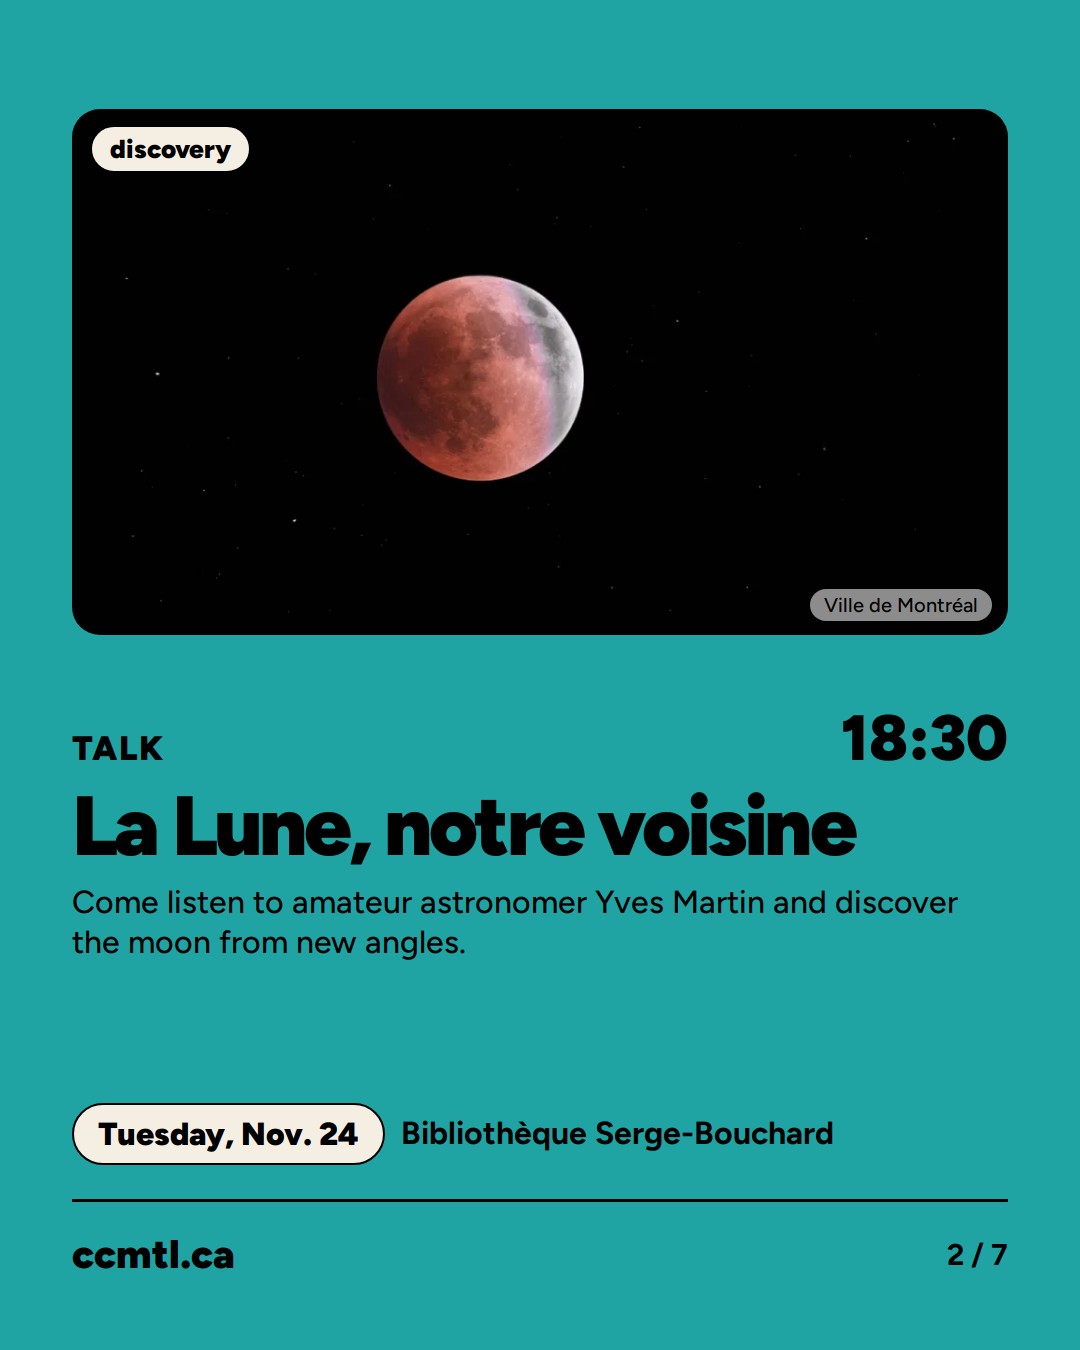 discovery
Ville de Montréal
TALK
18:30
La Lune, notre voisine
Come listen to amateur astronomer Yves Martin and discover
the moon from new angles.
Tuesday, Nov. 24
Bibliothèque Serge-Bouchard
ccmtl.ca
2 / 7